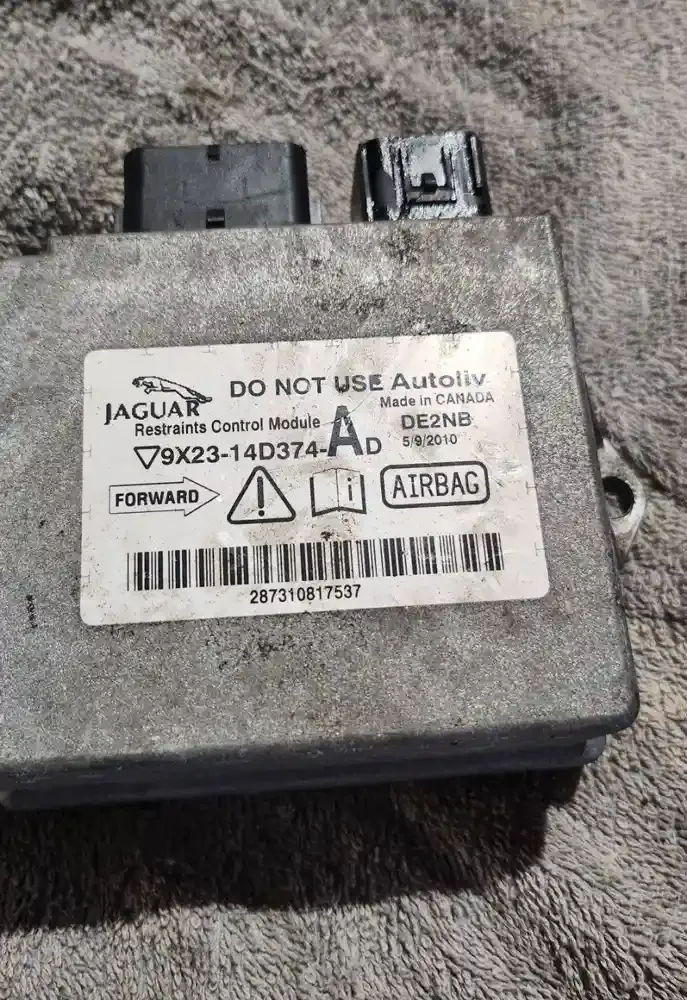 JAGUAR
DO NOT USE Autoliv
Made in CANADA
Restraints Control Module
DE2NB
9X23-14D374-AD
5/9/2010
FORWARD
i
AIRBAG
287310817537